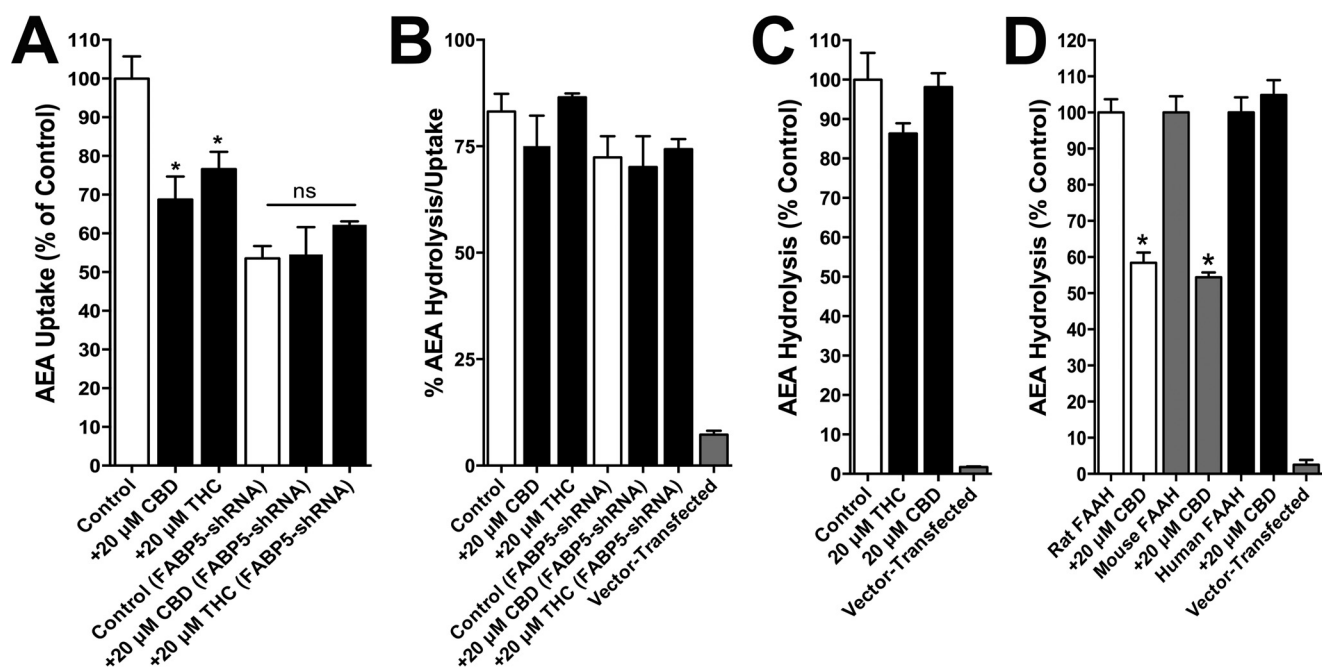 A
AEA Uptake (% of Control)
110
100
90
80
70
60
50
40
30
20
10
0
*
*
ns
Control
+20 μM CBD
+20 μM THC
Control (FABP5-shRNA)
+20 μM CBD (FABP5-shRNA)
+20 μM THC (FABP5-shRNA)
B
% AEA Hydrolysis/Uptake
100
75
50
25
0
Control
+20 μM CBD
+20 μM THC
Control (FABP5-shRNA)
+20 μM CBD (FABP5-shRNA)
+20 μM THC (FABP5-shRNA)
Vector-Transfected
C
AEA Hydrolysis (% Control)
110
100
90
80
70
60
50
40
30
20
10
0
Control
20 μM THC
20 μM CBD
Vector-Transfected
D
AEA Hydrolysis (% Control)
120
110
100
90
80
70
60
50
40
30
20
10
0
*
*
Rat FAAH
+20 μM CBD
Mouse FAAH
+20 μM CBD
Human FAAH
+20 μM CBD
Vector-Transfected